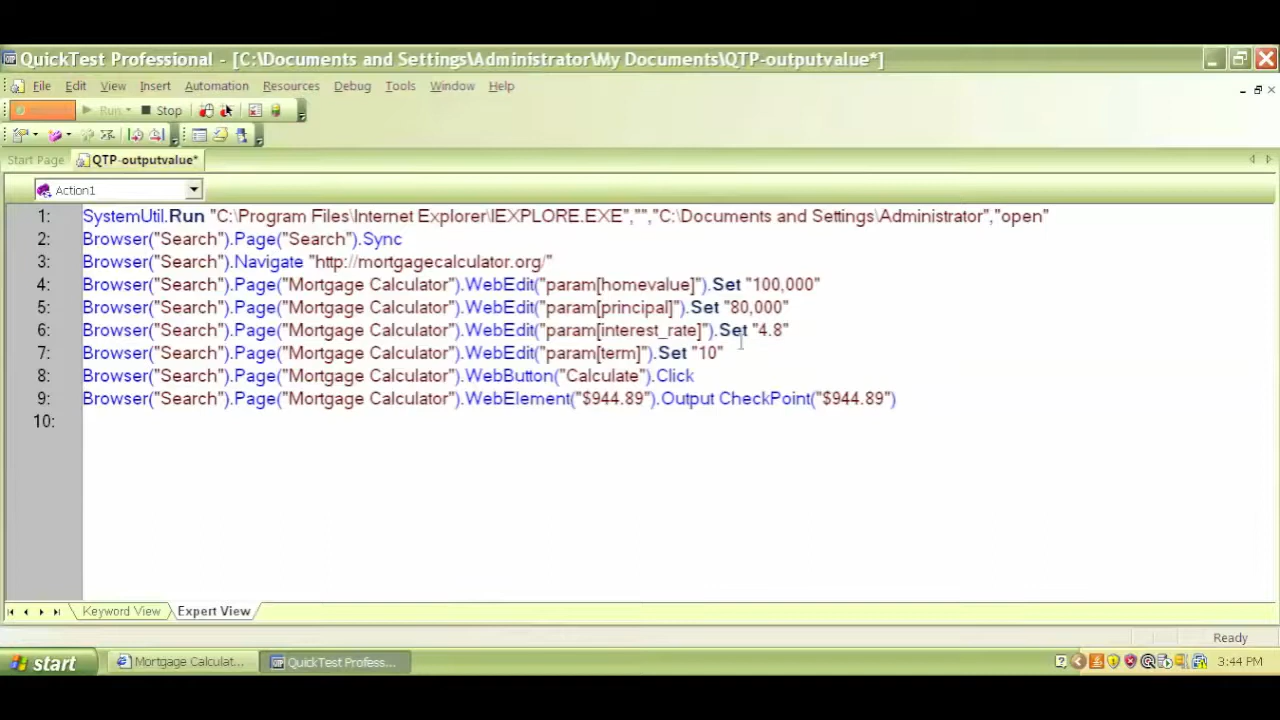 QuickTest Professional - [C:\Documents and Settings\Administrator\My Documents\QTP-outputvalue*]
File Edit View Insert Automation Resources Debug Tools Window Help
Run Stop
Start Page QTP-outputvalue*
Action1
1: SystemUtil.Run "C:\Program Files\Internet Explorer\IEXPLORE.EXE","","C:\Documents and Settings\Administrator","open"
2: Browser("Search").Page("Search").Sync
3: Browser("Search").Navigate "http://mortgagecalculator.org/"
4: Browser("Search").Page("Mortgage Calculator").WebEdit("param[homevalue]").Set "100,000"
5: Browser("Search").Page("Mortgage Calculator").WebEdit("param[principal]").Set "80,000"
6: Browser("Search").Page("Mortgage Calculator").WebEdit("param[interest_rate]").Set "4.8"
7: Browser("Search").Page("Mortgage Calculator").WebEdit("param[term]").Set "10"
8: Browser("Search").Page("Mortgage Calculator").WebButton("Calculate").Click
9: Browser("Search").Page("Mortgage Calculator").WebElement("$944.89").Output CheckPoint("$944.89")
10:
Keyword View Expert View
Ready
start Mortgage Calculat... QuickTest Profess... 3:44 PM